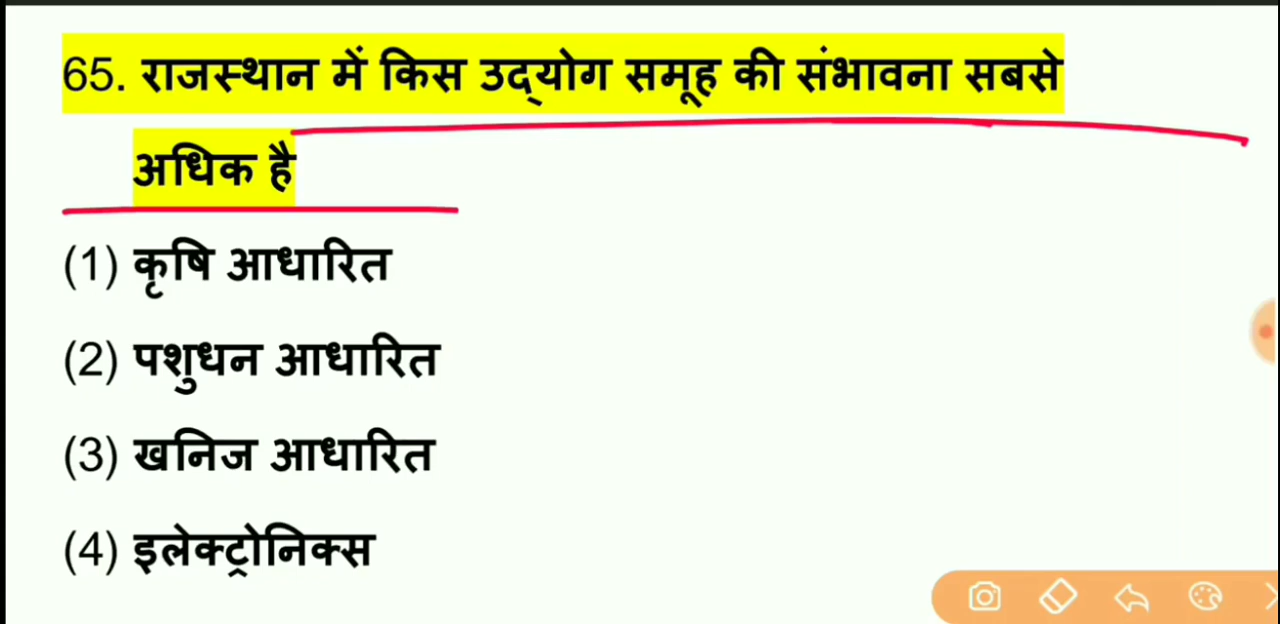 65. राजस्थान में किस उद्योग समूह की संभावना सबसे
अधिक है
(1) कृषि आधारित
(2) पशुधन आधारित
(3) खनिज आधारित
(4) इलेक्ट्रोनिक्स